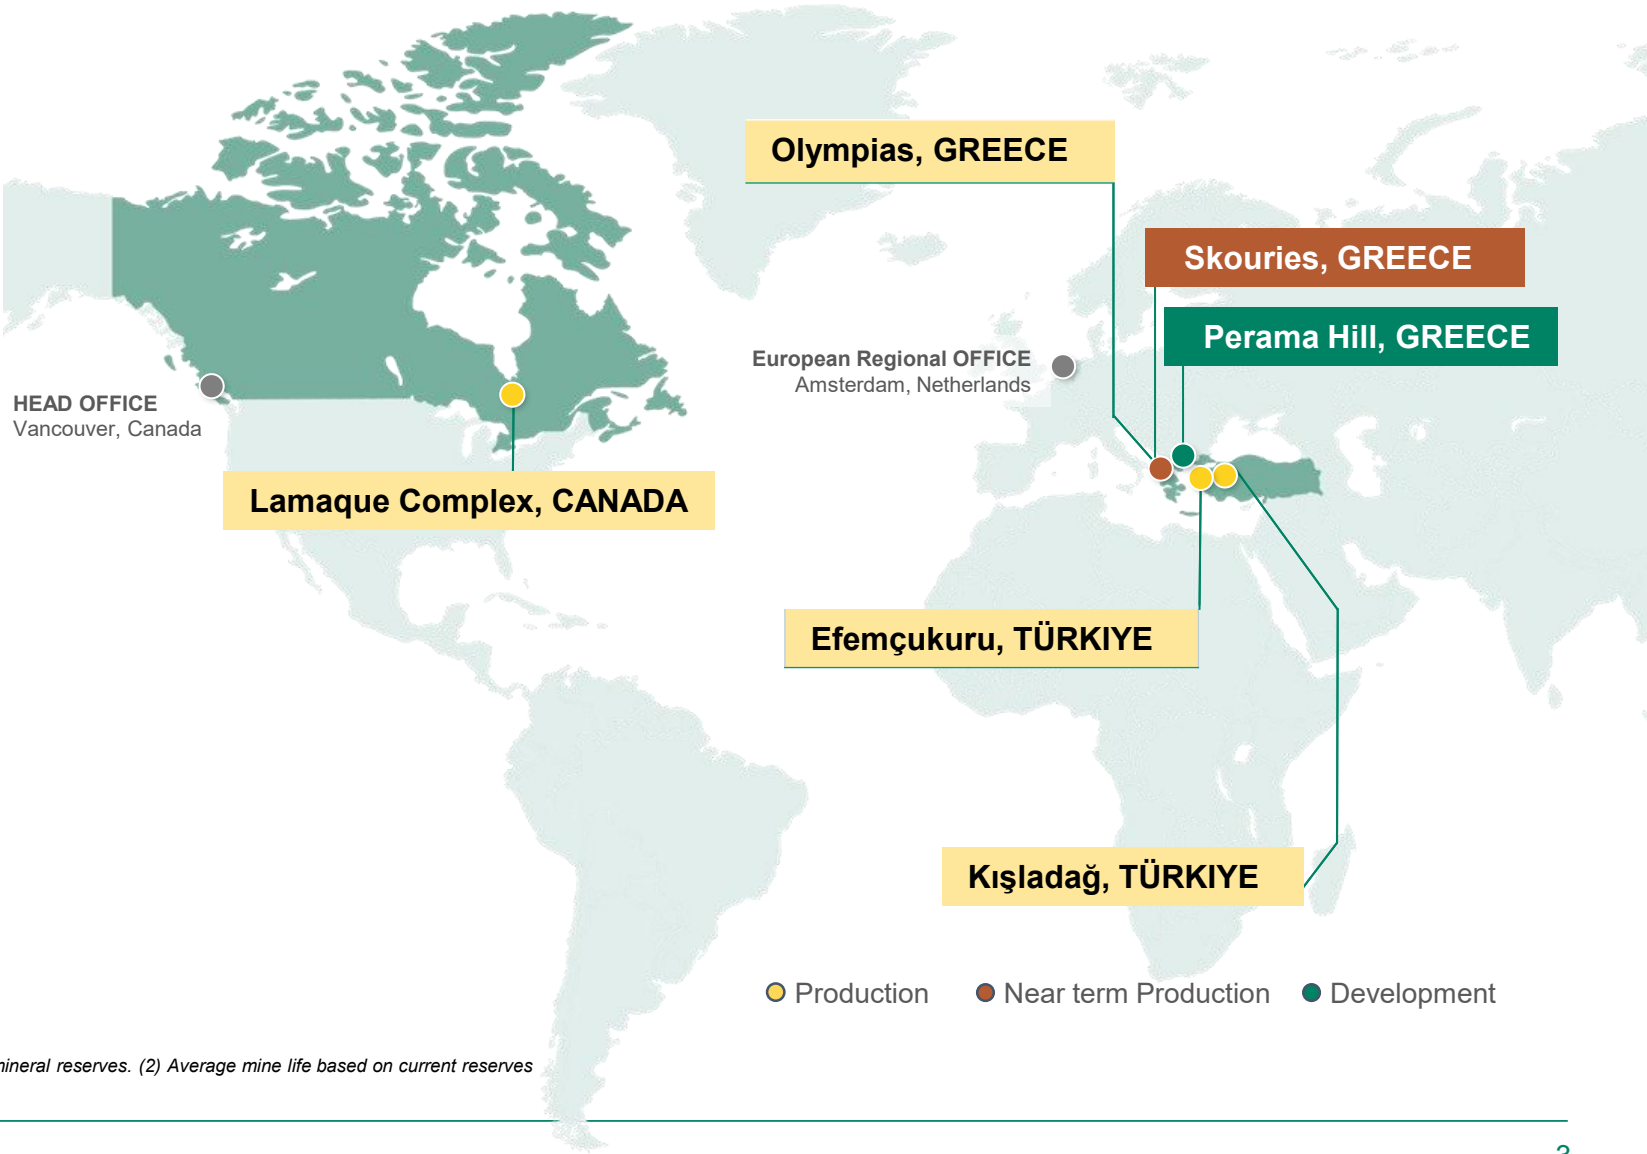 Olympias, GREECE
Skouries, GREECE
Perama Hill, GREECE
European Regional OFFICE
Amsterdam, Netherlands
HEAD OFFICE
Vancouver, Canada
Lamaque Complex, CANADA
Efemçukuru, TÜRKIYE
Kışladağ, TÜRKIYE
Production
Near term Production
Development
mineral reserves. (2) Average mine life based on current reserves